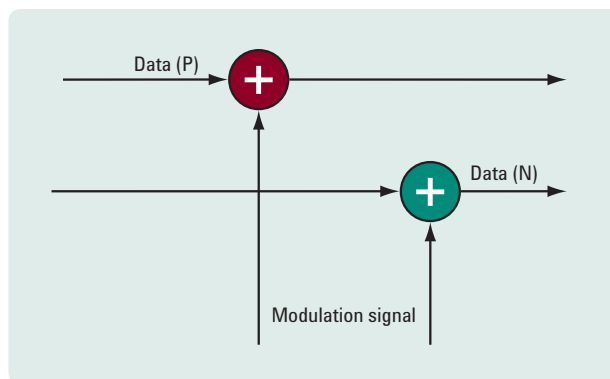 Data (P)
+
+
Data (N)
Modulation signal